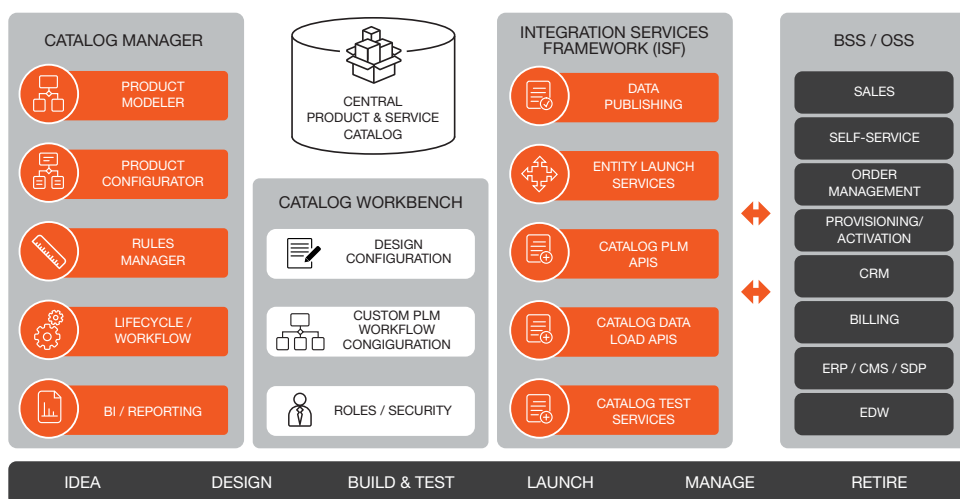 CATALOG MANAGER
PRODUCT
MODELER
PRODUCT
CONFIGURATOR
RULES
MANAGER
LIFECYCLE /
WORKFLOW
BI / REPORTING
CENTRAL
PRODUCT & SERVICE
CATALOG
CATALOG WORKBENCH
DESIGN
CONFIGURATION
CUSTOM PLM
WORKFLOW
CONGIGURATION
ROLES / SECURITY
INTEGRATION SERVICES
FRAMEWORK (ISF)
DATA
PUBLISHING
ENTITY LAUNCH
SERVICES
CATALOG PLM
APIS
CATALOG DATA
LOAD APIS
CATALOG TEST
SERVICES
BSS / OSS
SALES
SELF-SERVICE
ORDER
MANAGEMENT
PROVISIONING/
ACTIVATION
CRM
BILLING
ERP / CMS / SDP
EDW
IDEA DESIGN BUILD & TEST LAUNCH MANAGE RETIRE